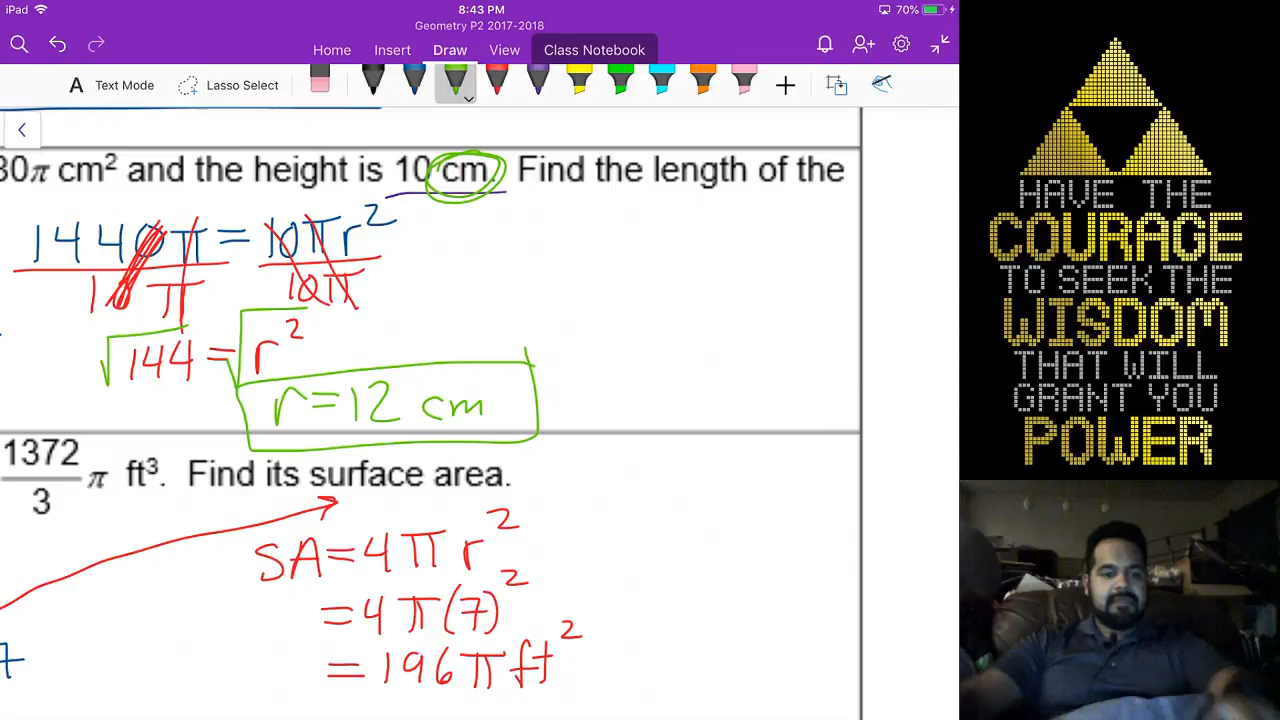 iPad 8:43 PM 70%
Geometry P2 2017-2018
Home Insert Draw View Class Notebook
A Text Mode Lasso Select
30π cm² and the height is 10 cm. Find the length of the
1440π = 10πr²
10π 10π
√144 = √r²
r = 12 cm
1372
3
π ft³. Find its surface area.
SA = 4πr²
= 4π(7)²
= 196π ft²
7
HAVE THE
COURAGE
TO SEEK THE
WISDOM
THAT WILL
GRANT YOU
POWER